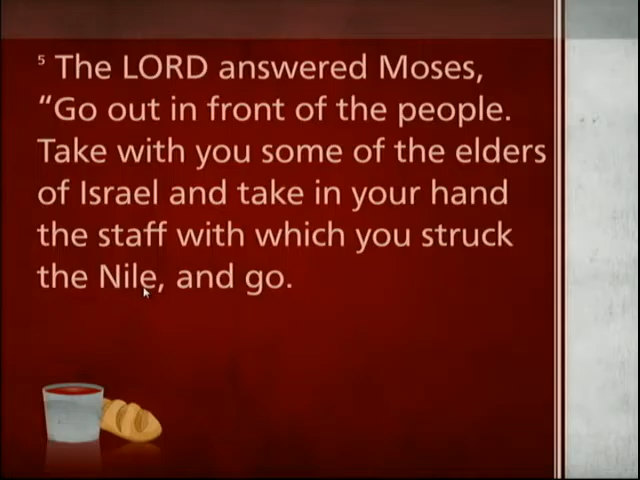 ⁵ The LORD answered Moses,
“Go out in front of the people.
Take with you some of the elders
of Israel and take in your hand
the staff with which you struck
the Nile, and go.